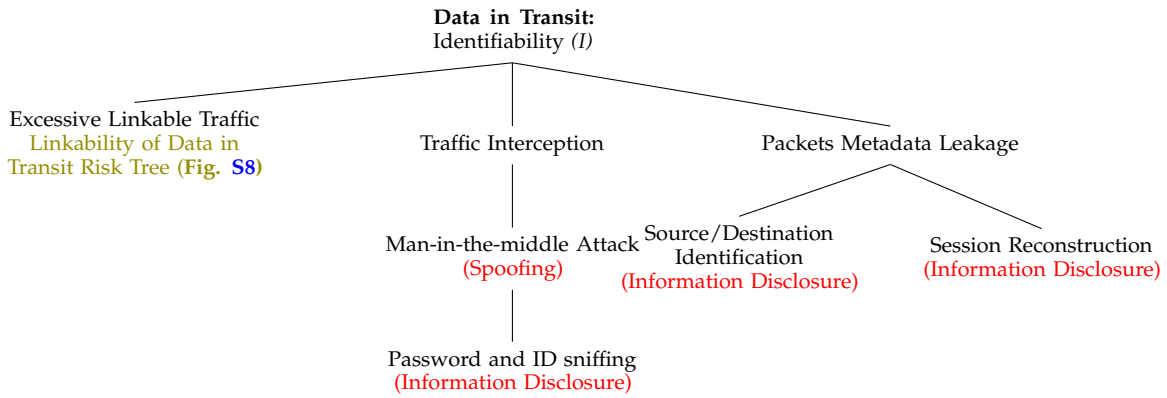 Data in Transit:
Identifiability (I)
Excessive Linkable Traffic
Linkability of Data in
Transit Risk Tree (Fig. S8)
Traffic Interception
Packets Metadata Leakage
Man-in-the-middle Attack
(Spoofing)
Source/Destination
Identification
(Information Disclosure)
Session Reconstruction
(Information Disclosure)
Password and ID sniffing
(Information Disclosure)